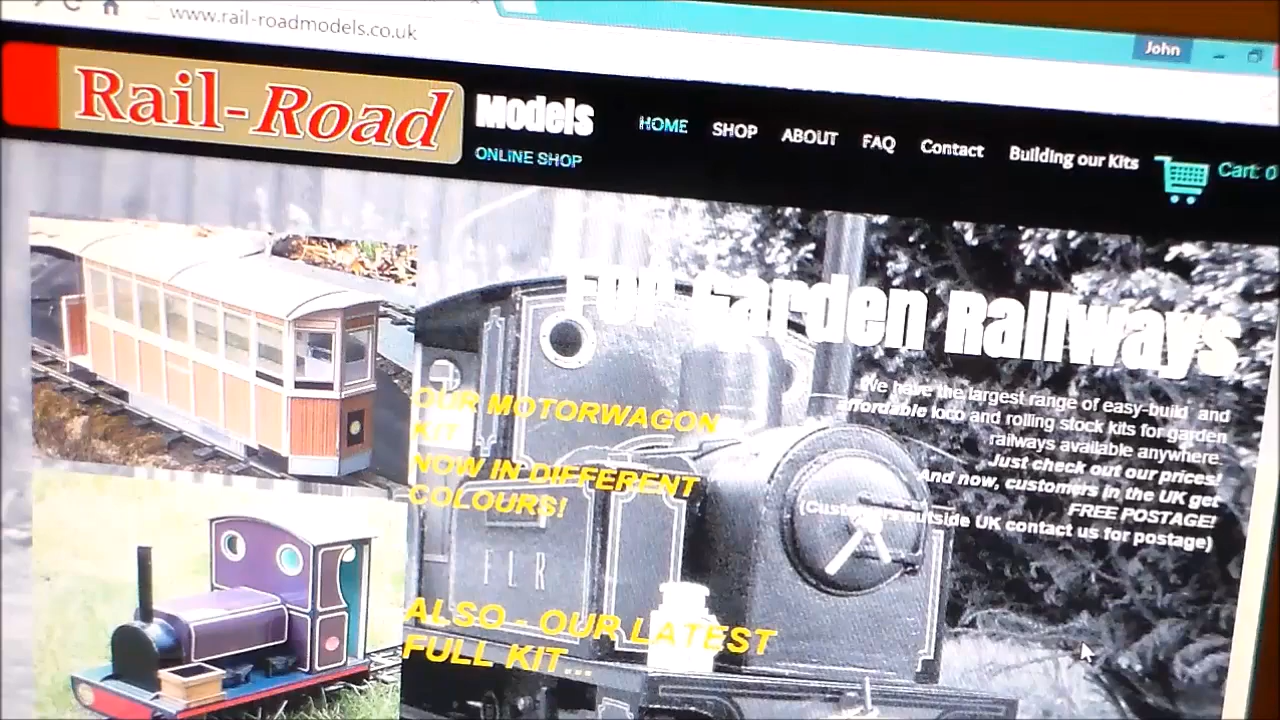 www.rail-roadmodels.co.uk
John
Rail-Road
Models
ONLINE SHOP
HOME SHOP ABOUT FAQ Contact Building our Kits Cart: 0
For Garden Railways
We have the largest range of easy-build and
affordable loco and rolling stock kits for garden
railways available anywhere.
Just check out our prices!
And now, customers in the UK get
FREE POSTAGE!
(Customers outside UK contact us for postage)
OUR MOTORWAGON
KIT
NOW IN DIFFERENT
COLOURS!
FLR
ALSO - OUR LATEST
FULL KIT...